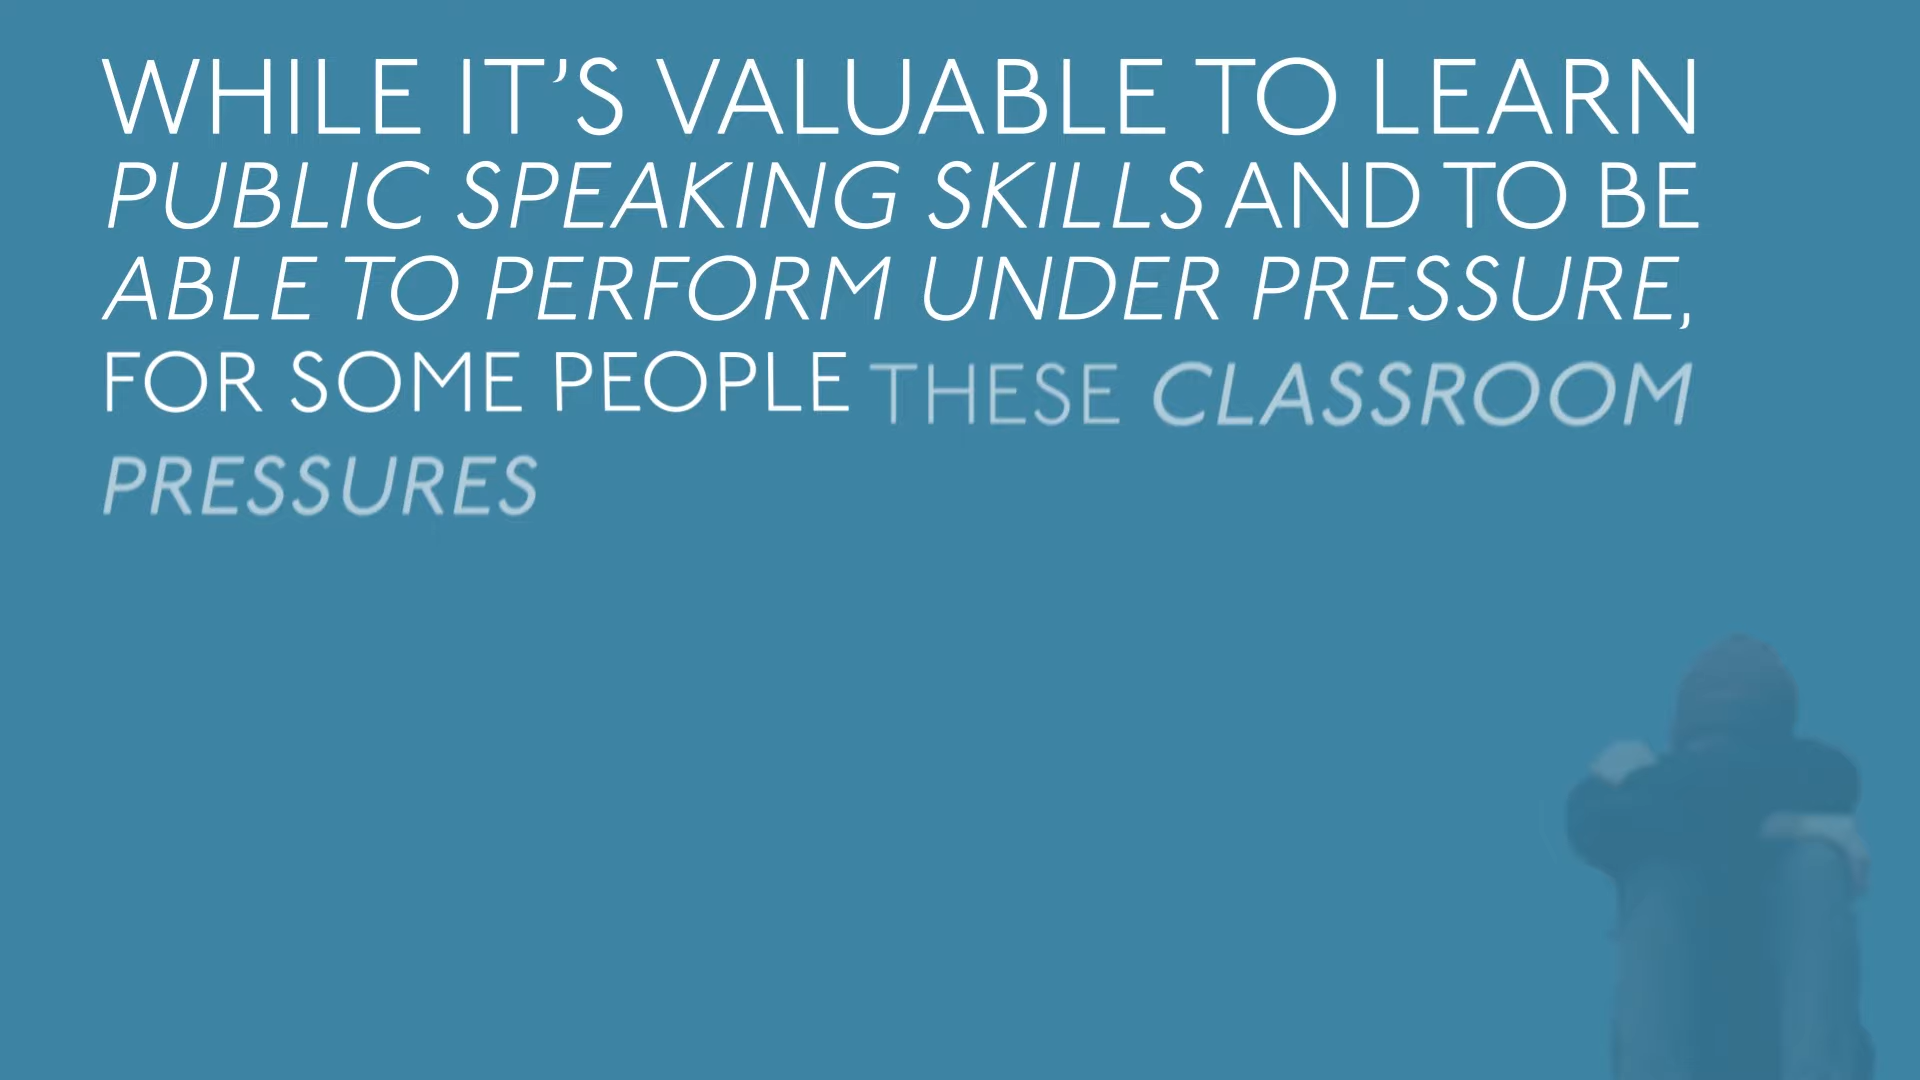 WHILE IT’S VALUABLE TO LEARN
PUBLIC SPEAKING SKILLS AND TO BE
ABLE TO PERFORM UNDER PRESSURE,
FOR SOME PEOPLE THESE CLASSROOM
PRESSURES